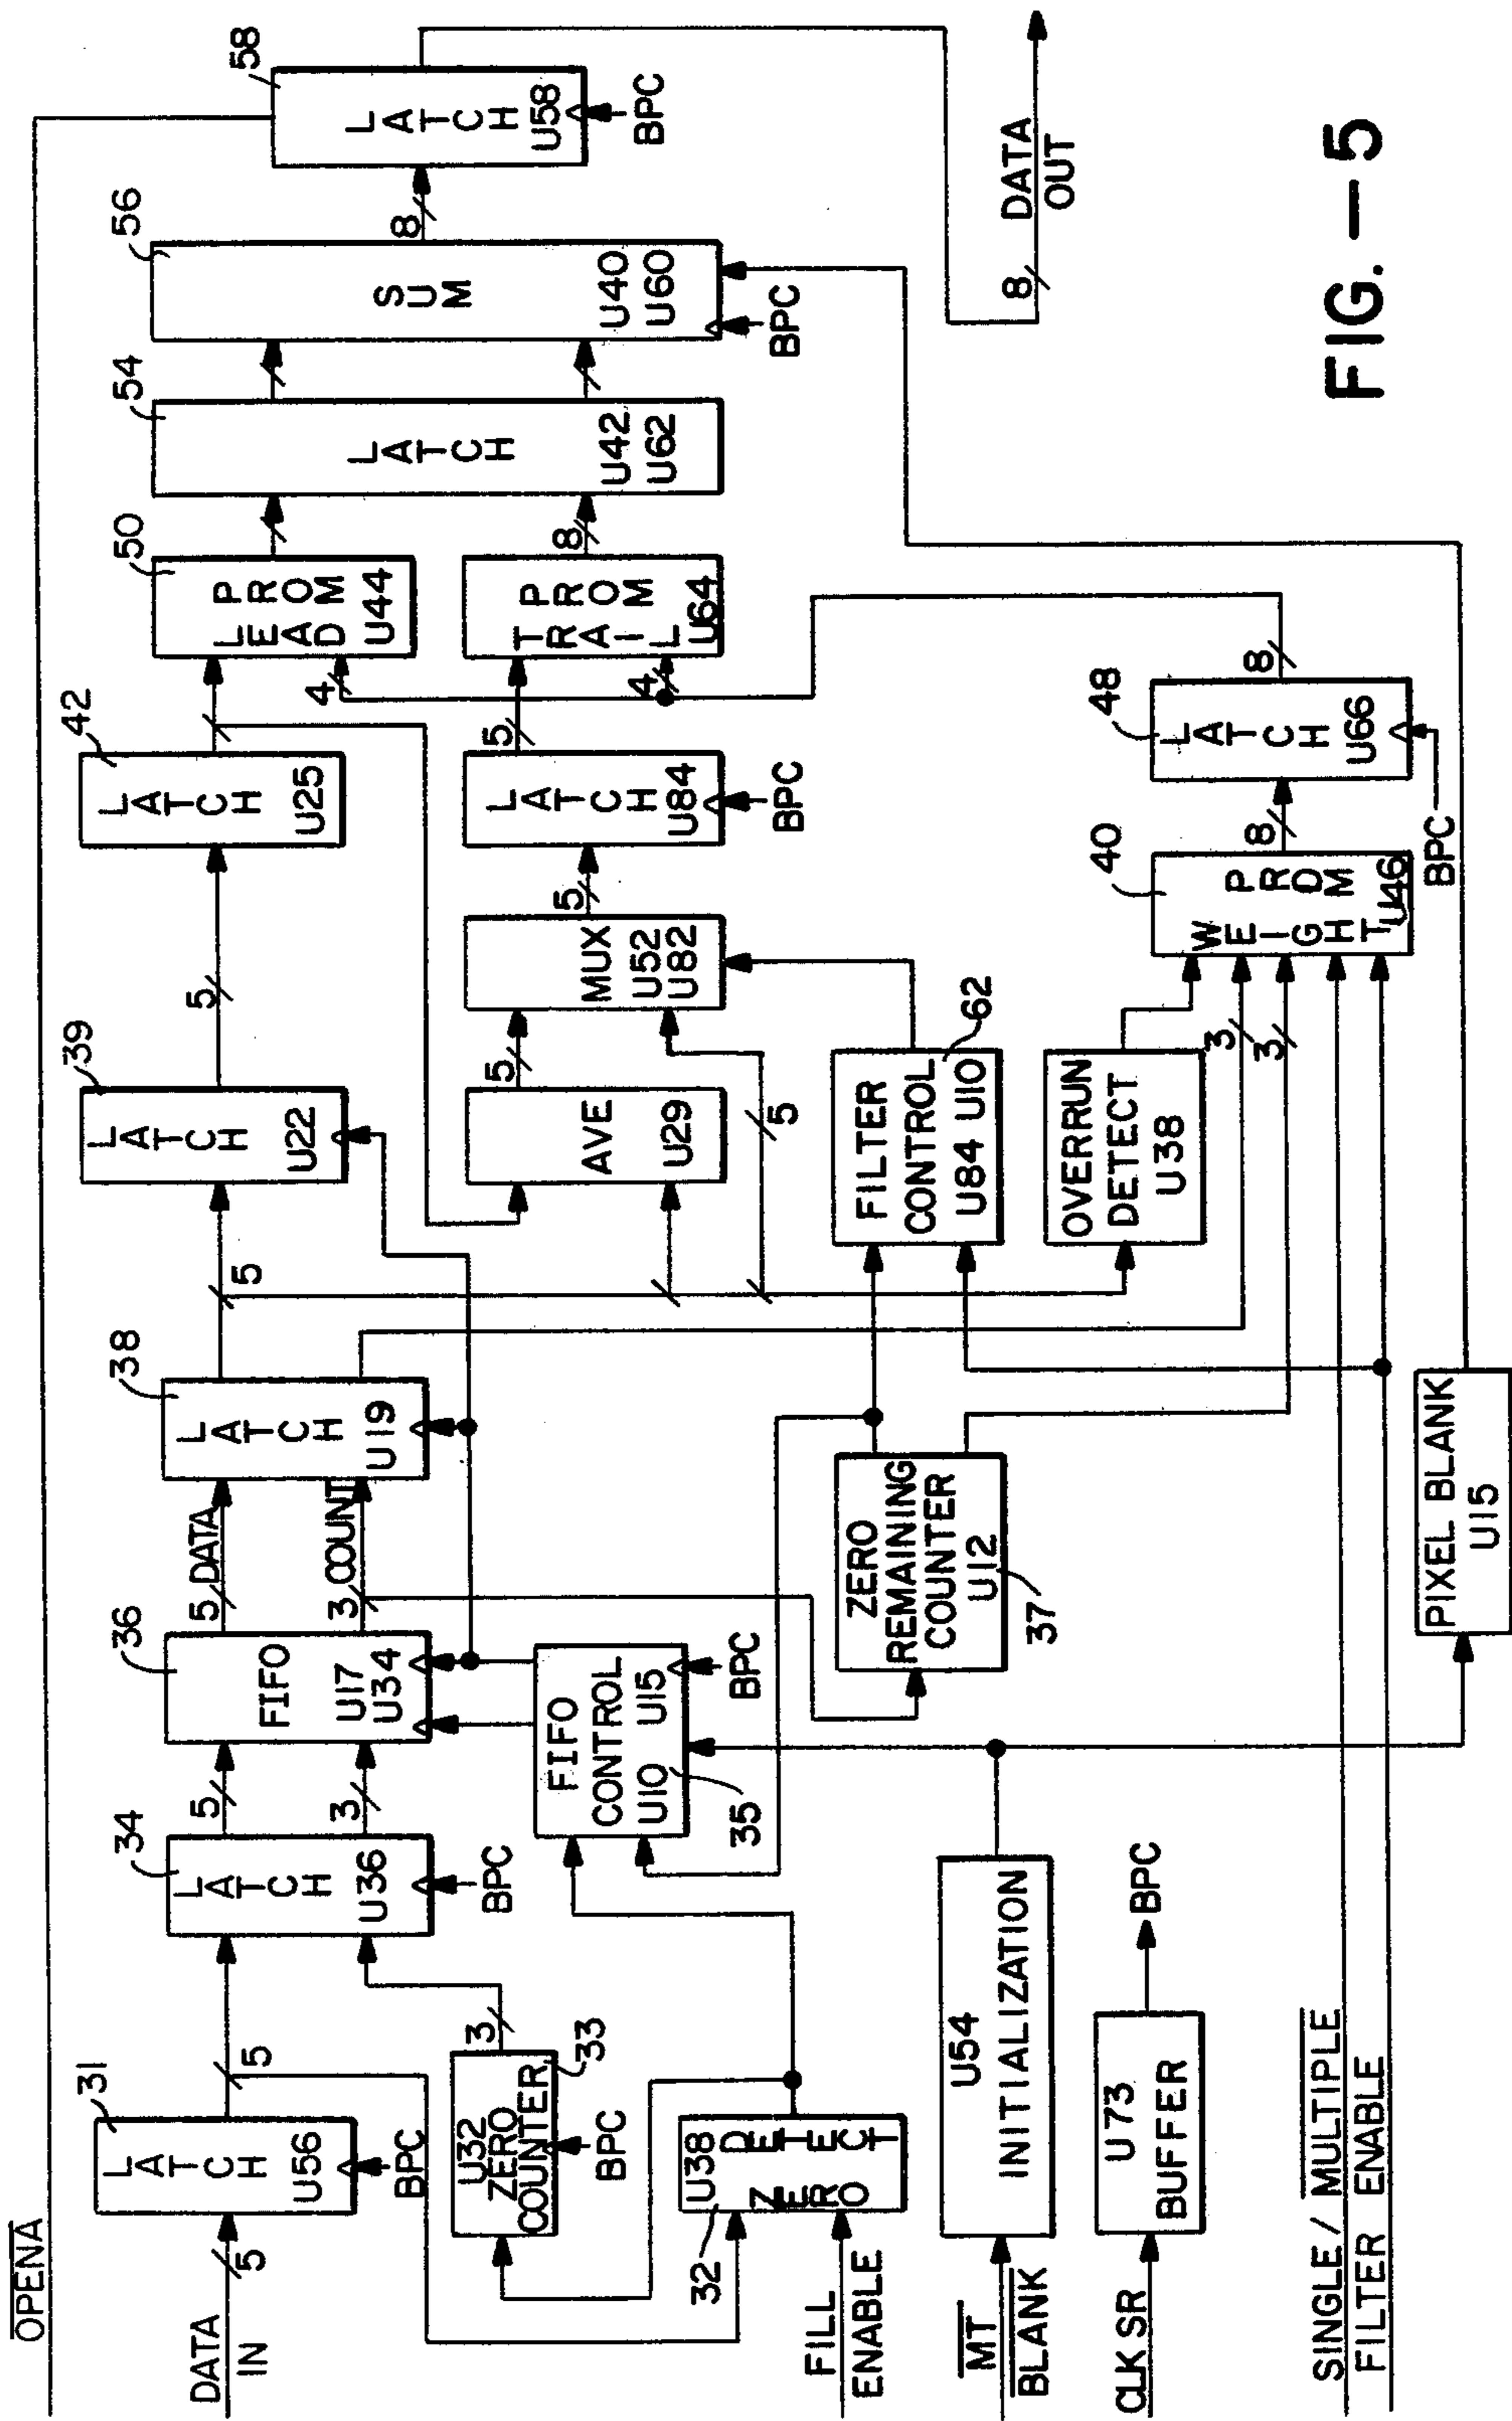 OPENA
DATA
IN
5
31
LATCH
U56
BPC
5
34
LATCH
U36
BPC
5
3
36
FIFO
U17
U34
5
DATA
3
COUNT
38
LATCH
U19
5
39
LATCH
U22
5
42
LATCH
U25
50
PROM
LEAD
U44
4
54
LATCH
U42
U62
56
SUM
U40
U60
BPC
8
58
LATCH
U58
BPC
U32
ZERO
COUNTER
33
3
BPC
FIFO
CONTROL
U10 U15
35
BPC
AVE
U29
5
5
MUX
U52
U82
5
LATCH
U84
BPC
5
PROM
TRAIL
U64
4
8
8
DATA
OUT
FILL
ENABLE
32
U38
DETECT
ZERO
ZERO
REMAINING
COUNTER
U12
37
FILTER
CONTROL
U84 U10
62
MT
BLANK
U54
INITIALIZATION
OVERRUN
DETECT
U38
3
3
CLK SR
U73
BUFFER
BPC
40
PROM
WEIGHT
U46
8
48
LATCH
U66
8
BPC
SINGLE/MULTIPLE
FILTER ENABLE
PIXEL BLANK
U15
FIG.-5